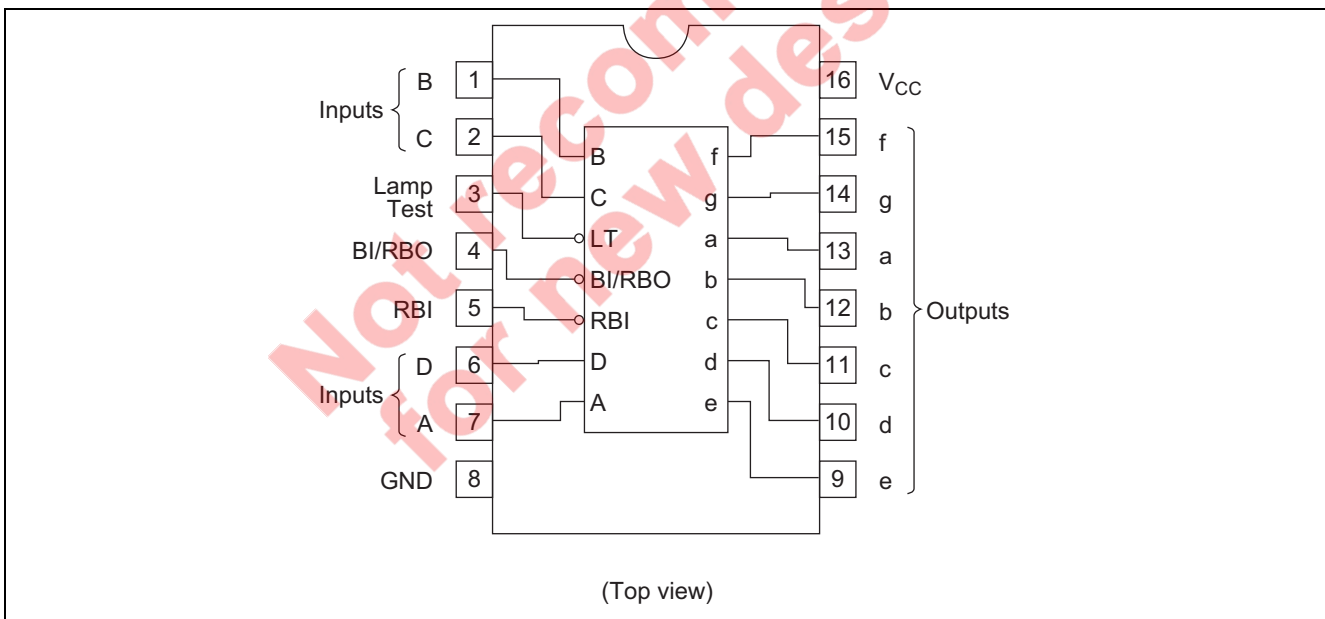 Not recom
for new des
B 1
Inputs
C 2
Lamp
Test 3
BI/RBO 4
RBI 5
D 6
Inputs
A 7
GND 8
B
C
LT
BI/RBO
RBI
D
A
f
g
a
b
c
d
e
16 VCC
15 f
14 g
13 a
12 b
Outputs
11 c
10 d
9 e
(Top view)